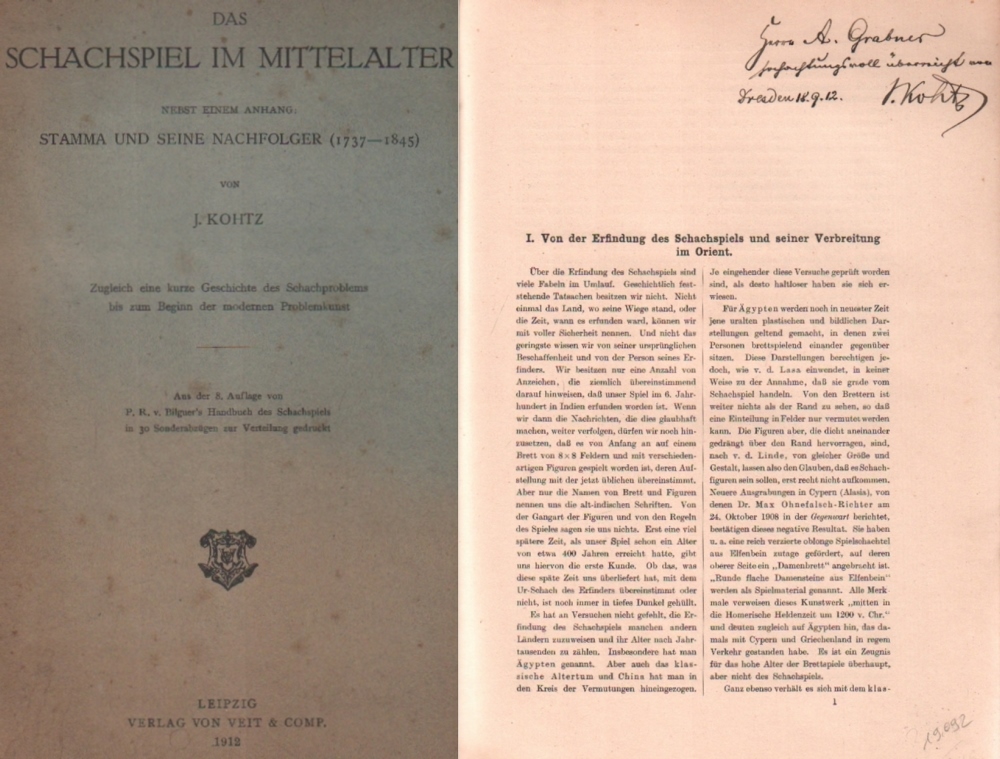 DAS
SCHACHSPIEL IM MITTELALTER
NEBST EINEM ANHANG:
STAMMA UND SEINE NACHFOLGER (1737—1845)
VON
J. KOHTZ
Zugleich eine kurze Geschichte des Schachproblems
bis zum Beginn der modernen Problemkunst
Aus der 8. Auflage von
P. R. v. Bilguer's Handbuch des Schachspiels
in 30 Sonderabzügen zur Verteilung gedruckt
LEIPZIG
VERLAG VON VEIT & COMP.
1912
Herrn A. Grabner
hochachtungsvoll überreicht von
Dresden 18.9.12. J. Kohtz
I. Von der Erfindung des Schachspiels und seiner Verbreitung
im Orient.
Über die Erfindung des Schachspiels sind
viele Fabeln im Umlauf. Geschichtlich fest-
stehende Tatsachen besitzen wir nicht. Nicht
einmal das Land, wo seine Wiege stand, oder
die Zeit, wann es erfunden ward, können wir
mit voller Sicherheit nennen. Und nicht das
geringste wissen wir von seiner ursprünglichen
Beschaffenheit und von der Person seines Er-
finders. Wir besitzen nur eine Anzahl von
Anzeichen, die ziemlich übereinstimmend
darauf hinweisen, daß unser Spiel im 6. Jahr-
hundert in Indien erfunden worden ist. Wenn
wir dann die Nachrichten, die dies glaubhaft
machen, weiter verfolgen, dürfen wir noch hin-
zusetzen, daß es von Anfang an auf einem
Brett von 8×8 Feldern und mit verschieden-
artigen Figuren gespielt worden ist, deren Auf-
stellung mit der jetzt üblichen übereinstimmt.
Aber nur die Namen von Brett und Figuren
nennen uns die alt-indischen Schriften. Von
der Gangart der Figuren und von den Regeln
des Spieles sagen sie uns nichts. Erst eine viel
spätere Zeit, als unser Spiel schon ein Alter
von etwa 400 Jahren erreicht hatte, gibt
uns hiervon die erste Kunde. Ob das, was
diese späte Zeit uns überliefert hat, mit dem
Ur-Schach des Erfinders übereinstimmt oder
nicht, ist noch immer in tiefes Dunkel gehüllt.
Es hat an Versuchen nicht gefehlt, die Er-
findung des Schachspiels manchen andern
Ländern zuzuweisen und ihr Alter nach Jahr-
tausenden zu zählen. Insbesondere hat man
Ägypten genannt. Aber auch das klas-
sische Altertum und China hat man in
den Kreis der Vermutungen hineingezogen.
Je eingehender diese Versuche geprüft worden
sind, als desto haltloser haben sie sich er-
wiesen.
Für Ägypten werden noch in neuester Zeit
jene uralten plastischen und bildlichen Dar-
stellungen geltend gemacht, in denen zwei
Personen brettspielend einander gegenüber
sitzen. Diese Darstellungen berechtigen je-
doch, wie v. d. Lasa einwendet, in keiner
Weise zu der Annahme, daß sie grade vom
Schachspiel handeln. Von den Brettern ist
weiter nichts als der Rand zu sehen, so daß
eine Einteilung in Felder nur vermutet werden
kann. Die Figuren aber, die dicht aneinander
gedrängt über den Rand hervorragen, sind,
nach v. d. Linde, von gleicher Größe und
Gestalt, lassen also den Glauben, daß es Schach-
figuren sein sollen, erst recht nicht aufkommen.
Neuere Ausgrabungen in Cypern (Alasia), von
denen Dr. Max Ohnefalsch-Richter am
24. Oktober 1908 in der Gegenwart berichtet,
bestätigen dieses negative Resultat. Sie haben
u. a. eine reich verzierte oblonge Spielschachtel
aus Elfenbein zutage gefördert, auf deren
oberer Seite ein „Damenbrett" angebracht ist.
„Runde flache Damensteine aus Elfenbein"
werden als Spielmaterial genannt. Alle Merk-
male verweisen dieses Kunstwerk „mitten in
die Homerische Heldenzeit um 1200 v. Chr."
und deuten zugleich auf Ägypten hin, das da-
mals mit Cypern und Griechenland in regem
Verkehr gestanden habe. Es ist ein Zeugnis
für das hohe Alter der Brettspiele überhaupt,
aber nicht des Schachspiels.
Ganz ebenso verhält es sich mit dem klas-
1
19.092